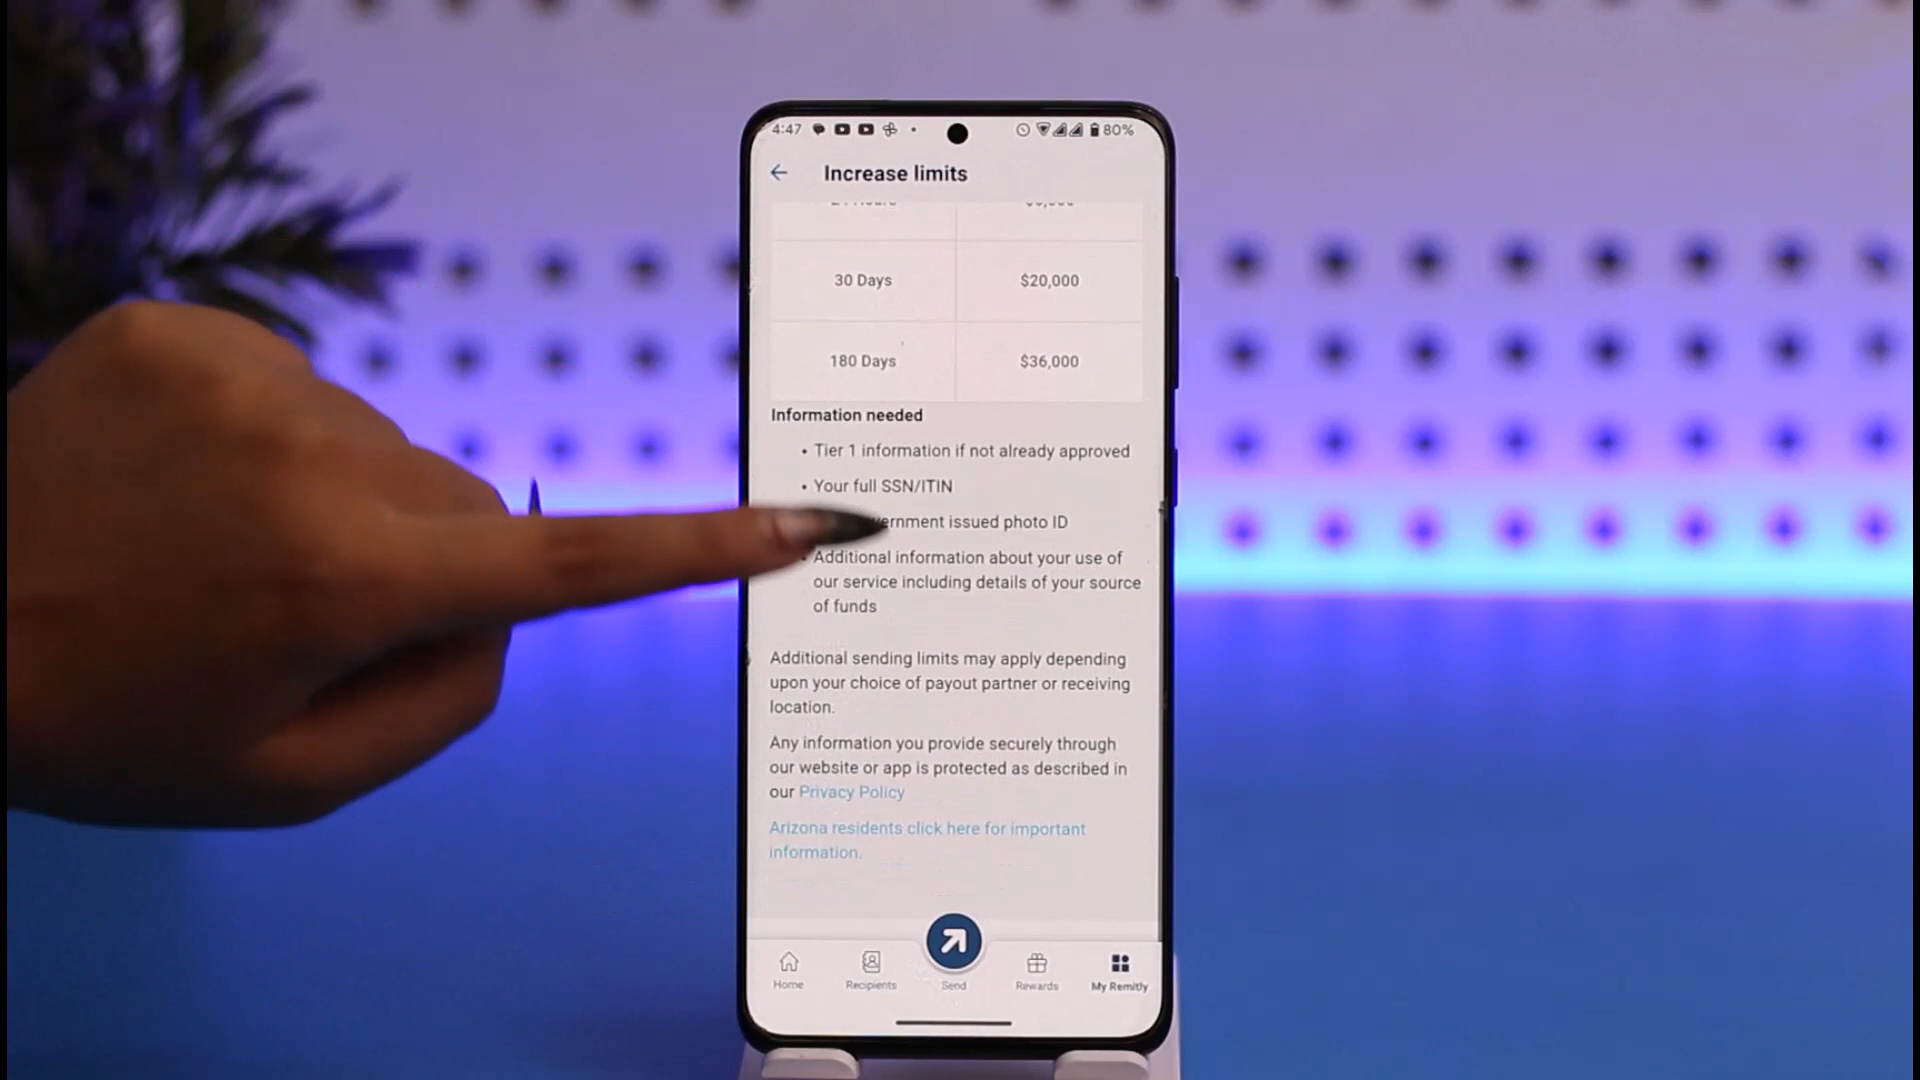 4:47 80%
Increase limits
30 Days $20,000
180 Days $36,000
Information needed
• Tier 1 information if not already approved
• Your full SSN/ITIN
issued photo ID
• Additional information about your use of
our service including details of your source
of funds
Additional sending limits may apply depending
upon your choice of payout partner or receiving
location.
Any information you provide securely through
our website or app is protected as described in
our Privacy Policy
Arizona residents click here for important
information.
Home Recipients Send Rewards My Remitly